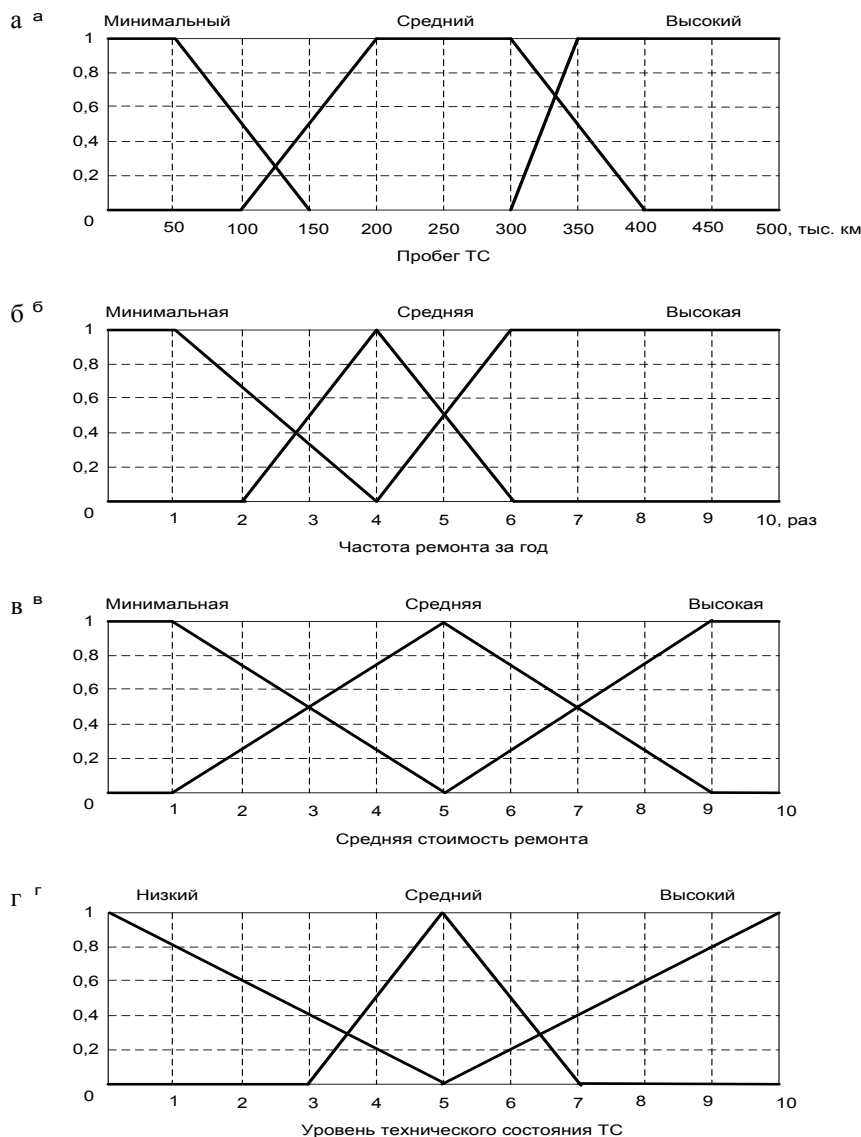 а а
Минимальный Средний Высокий
1
0,8
0,6
0,4
0,2
0
50 100 150 200 250 300 350 400 450 500, тыс. км
Пробег ТС
б б
Минимальная Средняя Высокая
1
0,8
0,6
0,4
0,2
0
1 2 3 4 5 6 7 8 9 10, раз
Частота ремонта за год
в в
Минимальная Средняя Высокая
1
0,8
0,6
0,4
0,2
0
1 2 3 4 5 6 7 8 9 10
Средняя стоимость ремонта
г г
Низкий Средний Высокий
1
0,8
0,6
0,4
0,2
0
1 2 3 4 5 6 7 8 9 10
Уровень технического состояния ТС